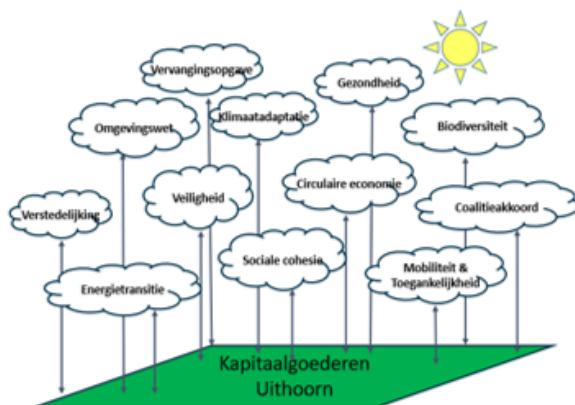 Vervangingsopgave
Gezondheid
Omgevingswet
Klimaatadaptatie
Biodiversiteit
Verstedelijking
Veiligheid
Circulaire economie
Coalitieakkoord
Energietransitie
Sociale cohesie
Mobiliteit &
Toegankelijkheid
Kapitaalgoederen
Uithoorn